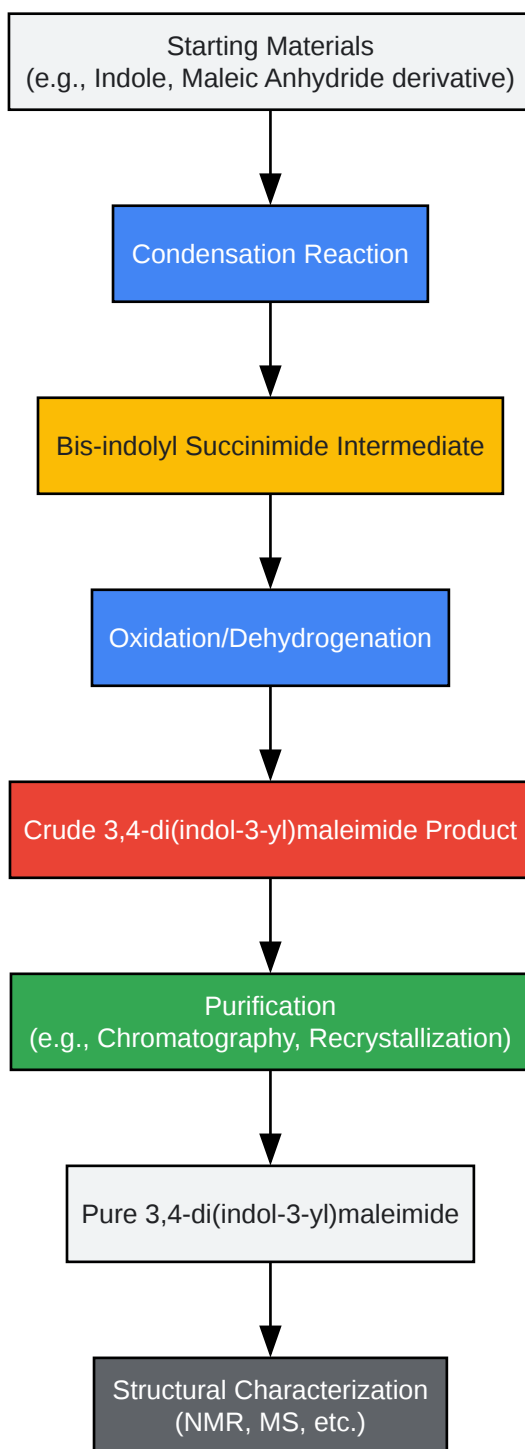 Starting Materials
(e.g., Indole, Maleic Anhydride derivative)
Condensation Reaction
Bis-indolyl Succinimide Intermediate
Oxidation/Dehydrogenation
Crude 3,4-di(indol-3-yl)maleimide Product
Purification
(e.g., Chromatography, Recrystallization)
Pure 3,4-di(indol-3-yl)maleimide
Structural Characterization
(NMR, MS, etc.)